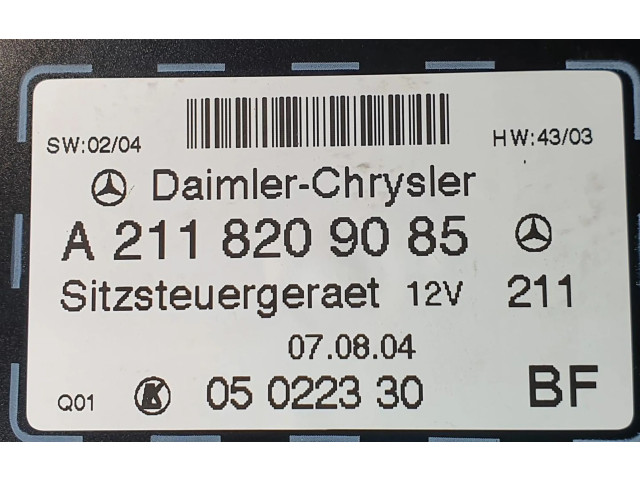 SW:02/04
HW:43/03
Daimler-Chrysler
A 211 820 90 85
Sitzsteuergeraet 12V 211
07.08.04
Q01 K 05 0223 30 BF